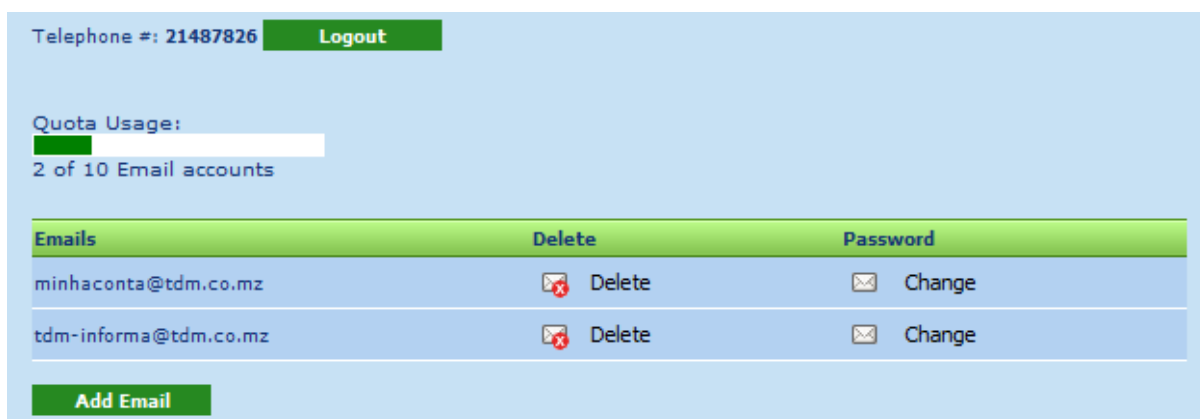 Telephone #: 21487826 Logout
Quota Usage:
2 of 10 Email accounts
Emails Delete Password
minhaconta@tdm.co.mz Delete Change
tdm-informa@tdm.co.mz Delete Change
Add Email